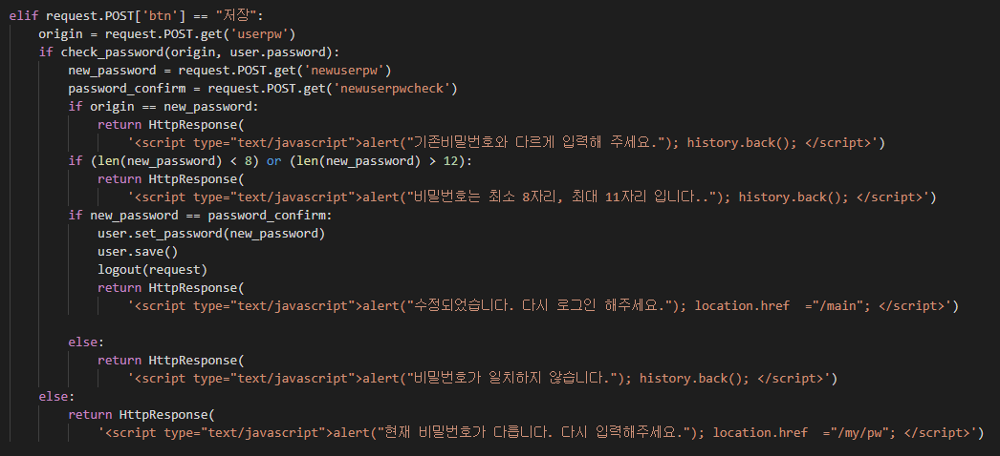 elif request.POST['btn'] == "저장":
origin = request.POST.get('userpw')
if check_password(origin, user.password):
new_password = request.POST.get('newuserpw')
password_confirm = request.POST.get('newuserpwcheck')
if origin == new_password:
return HttpResponse(
'<script type="text/javascript">alert("기존비밀번호와 다르게 입력해 주세요."); history.back(); </script>')
if (len(new_password) < 8) or (len(new_password) > 12):
return HttpResponse(
'<script type="text/javascript">alert("비밀번호는 최소 8자리, 최대 11자리 입니다.."); history.back(); </script>')
if new_password == password_confirm:
user.set_password(new_password)
user.save()
logout(request)
return HttpResponse(
'<script type="text/javascript">alert("수정되었습니다. 다시 로그인 해주세요."); location.href  ="/main"; </script>')
else:
return HttpResponse(
'<script type="text/javascript">alert("비밀번호가 일치하지 않습니다."); history.back(); </script>')
else:
return HttpResponse(
'<script type="text/javascript">alert("현재 비밀번호가 다릅니다. 다시 입력해주세요."); location.href  ="/my/pw"; </script>')